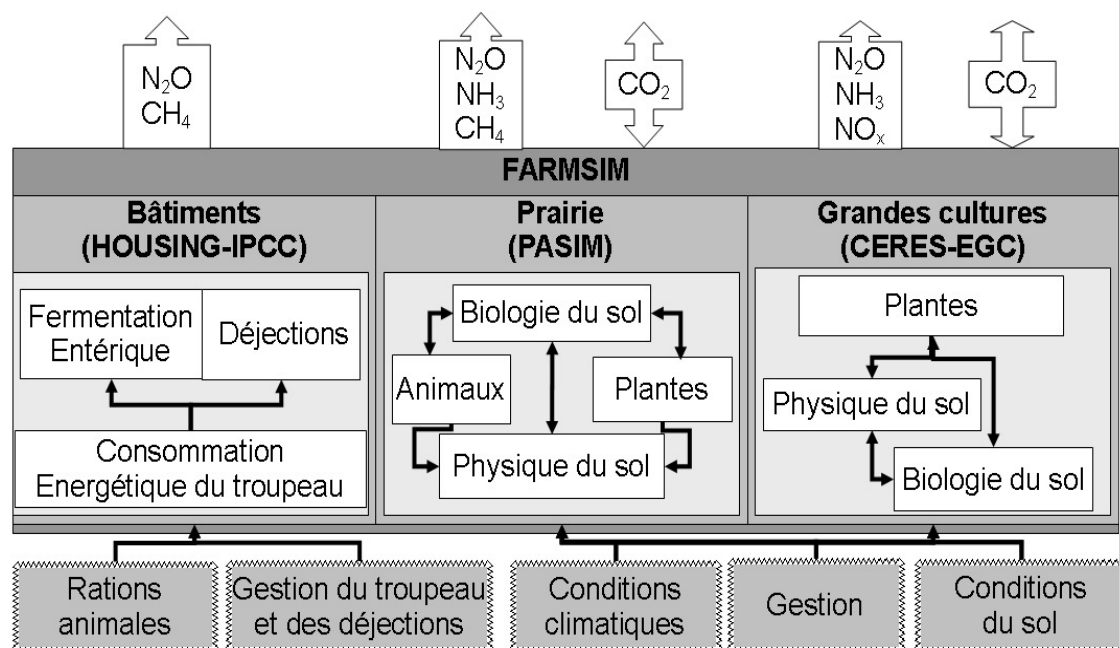 N₂O
CH₄
N₂O
NH₃
CH₄
CO₂
N₂O
NH₃
NOₓ
CO₂
FARMSIM
Bâtiments
(HOUSING-IPCC)
Prairie
(PASIM)
Grandes cultures
(CERES-EGC)
Fermentation
Entérique
Déjections
Consommation
Energétique du troupeau
Biologie du sol
Animaux
Plantes
Physique du sol
Plantes
Physique du sol
Biologie du sol
Rations
animales
Gestion du troupeau
et des déjections
Conditions
climatiques
Gestion
Conditions
du sol